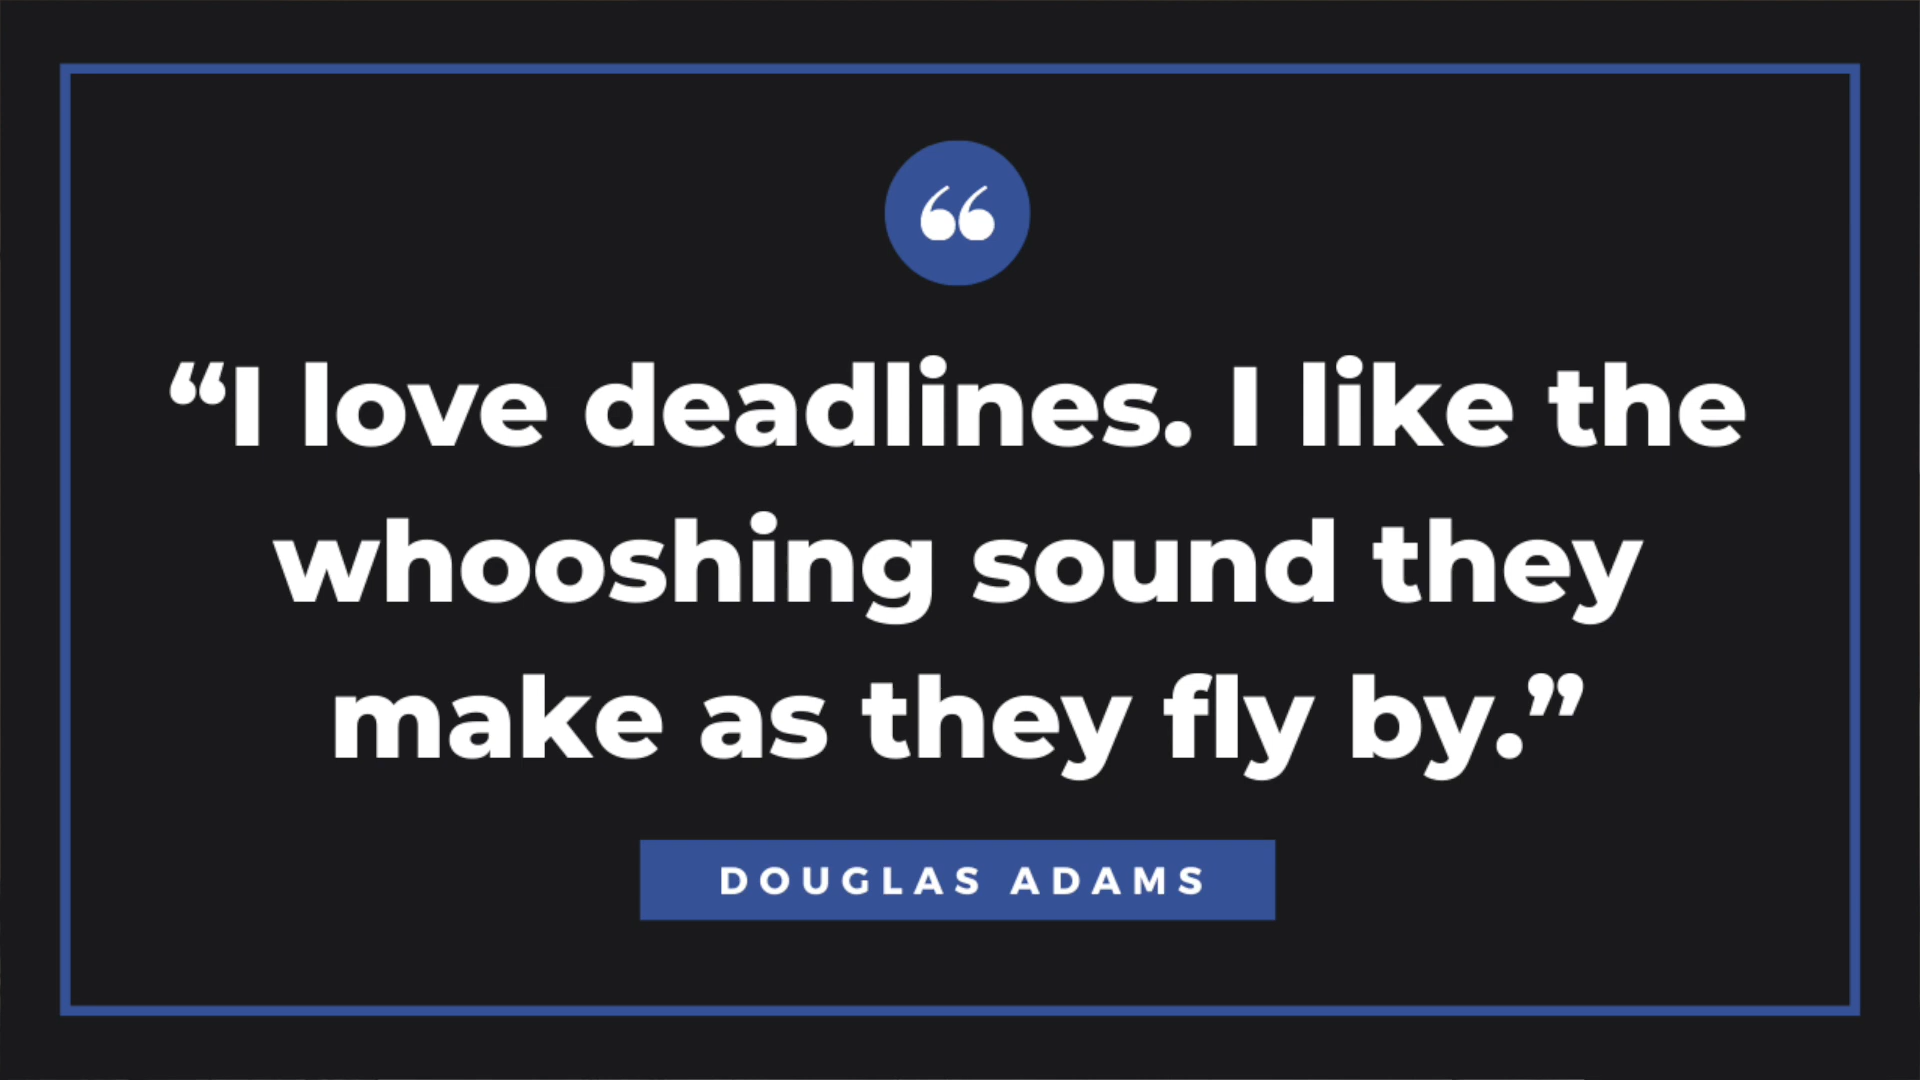 “
“I love deadlines. I like the
whooshing sound they
make as they fly by.”
DOUGLAS ADAMS